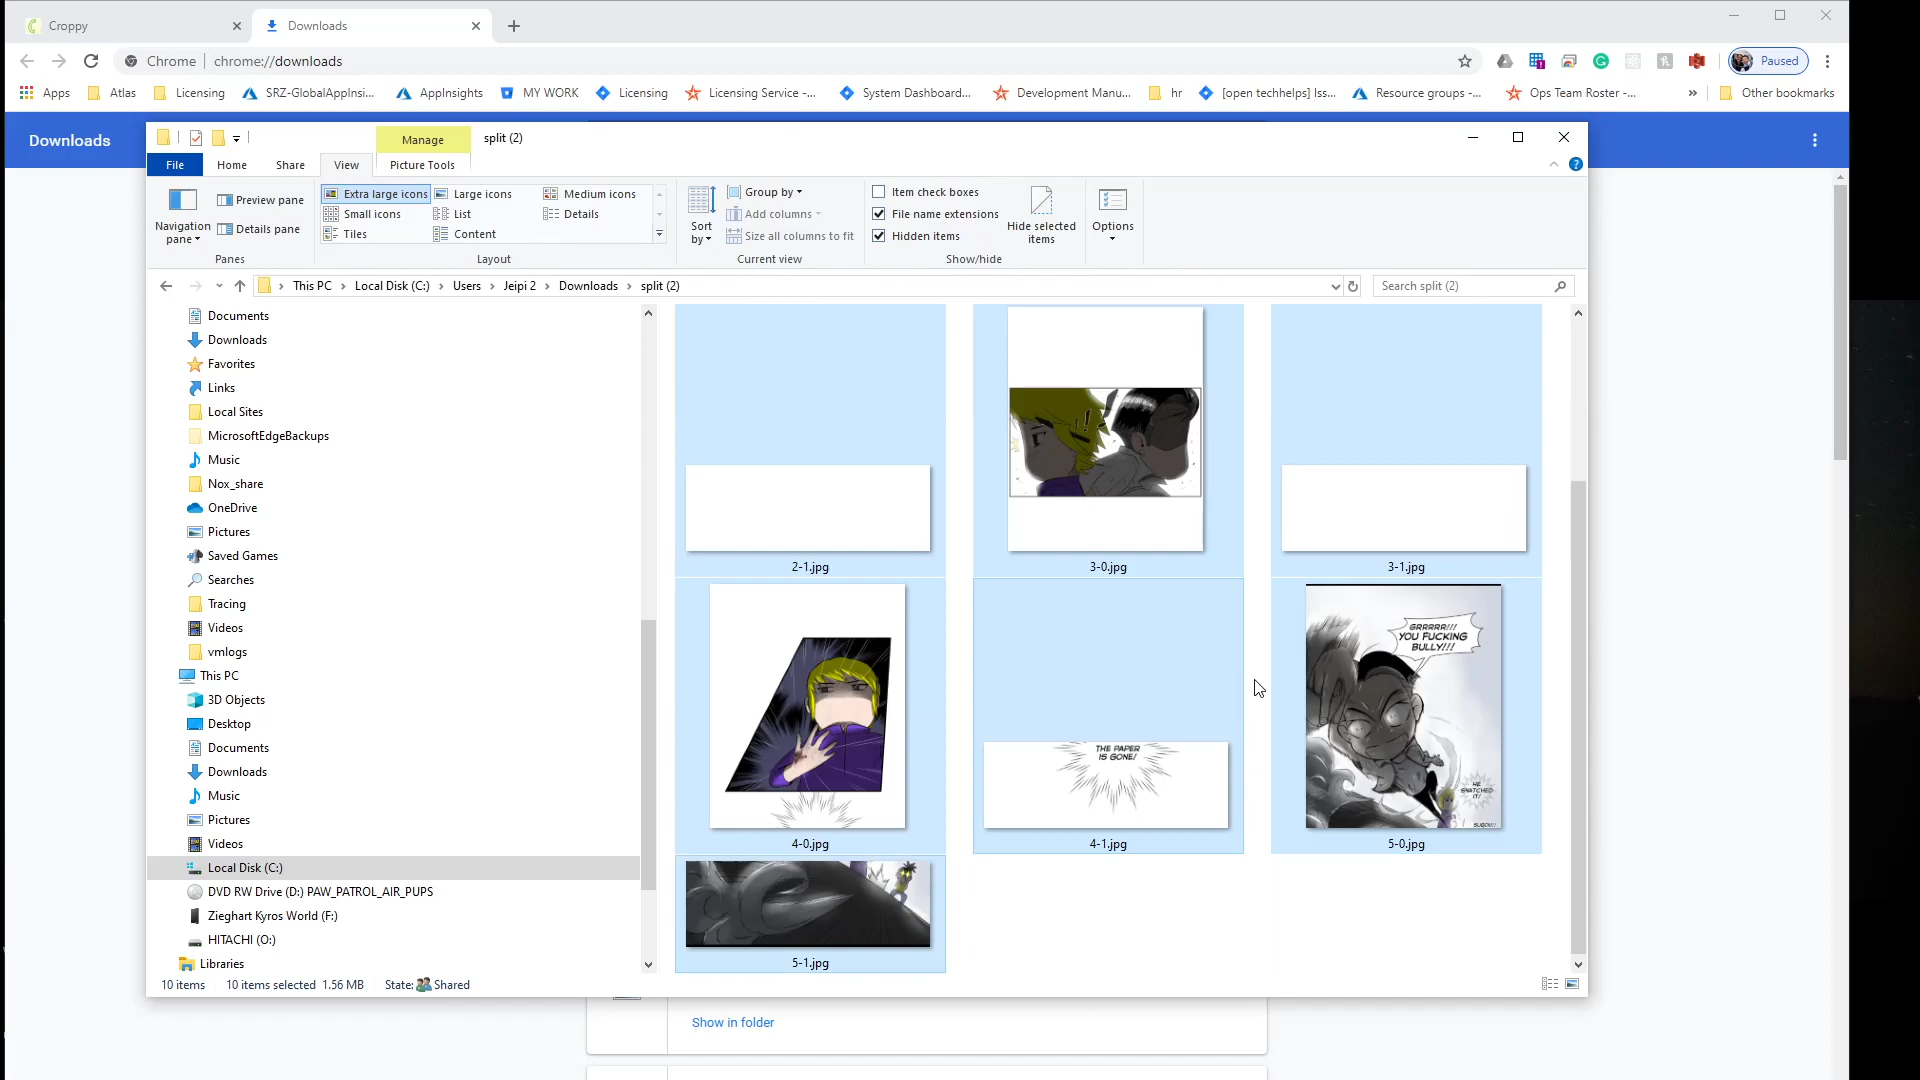 Croppy
Downloads
Chrome
chrome://downloads
Paused
Apps
Atlas
Licensing
SRZ-GlobalAppInsi...
AppInsights
MY WORK
Licensing
Licensing Service -...
System Dashboard...
Development Manu...
hr
[open techhelps] Iss...
Resource groups -...
Ops Team Roster -...
»
Other bookmarks
Downloads
Manage
split (2)
File
Home
Share
View
Picture Tools
Navigation
pane
Preview pane
Details pane
Panes
Extra large icons
Large icons
Medium icons
Small icons
List
Details
Tiles
Content
Layout
Sort
by
Group by
Add columns
Size all columns to fit
Current view
Item check boxes
File name extensions
Hidden items
Hide selected
items
Show/hide
Options
This PC
Local Disk (C:)
Users
Jeipi 2
Downloads
split (2)
Search split (2)
Documents
Downloads
Favorites
Links
Local Sites
MicrosoftEdgeBackups
Music
Nox_share
OneDrive
Pictures
Saved Games
Searches
Tracing
Videos
vmlogs
This PC
3D Objects
Desktop
Documents
Downloads
Music
Pictures
Videos
Local Disk (C:)
DVD RW Drive (D:) PAW_PATROL_AIR_PUPS
Zieghart Kyros World (F:)
HITACHI (O:)
Libraries
2-1.jpg
3-0.jpg
3-1.jpg
4-0.jpg
THE PAPER
IS GONE!
4-1.jpg
GRRRRR!!!
YOU FUCKING
BULLY!!!
HE
SNATCHED
IT!
SUGOI!!
5-0.jpg
5-1.jpg
10 items
10 items selected
1.56 MB
State:
Shared
Show in folder